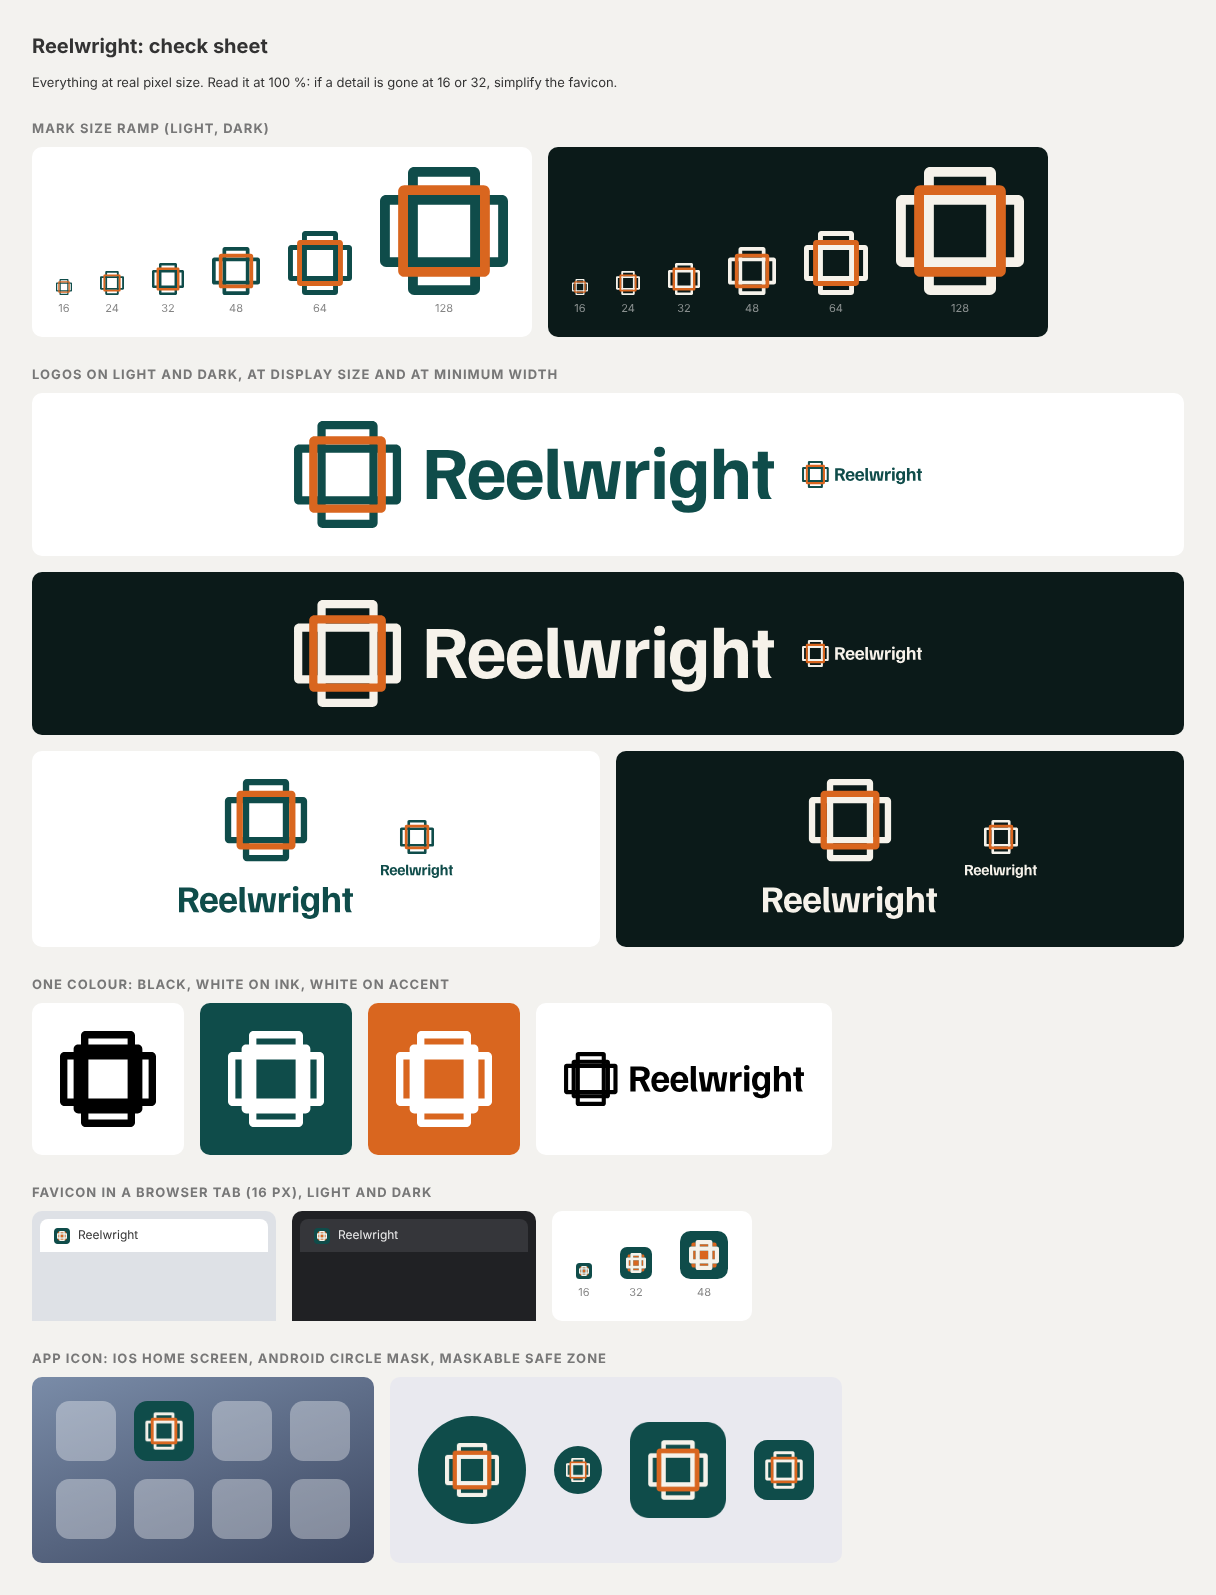 Reelwright: check sheet
Everything at real pixel size. Read it at 100 %: if a detail is gone at 16 or 32, simplify the favicon.
MARK SIZE RAMP (LIGHT, DARK)
16 24 32 48 64 128
16 24 32 48 64 128
LOGOS ON LIGHT AND DARK, AT DISPLAY SIZE AND AT MINIMUM WIDTH
Reelwright
Reelwright
Reelwright
Reelwright
Reelwright
Reelwright
Reelwright
Reelwright
ONE COLOUR: BLACK, WHITE ON INK, WHITE ON ACCENT
Reelwright
FAVICON IN A BROWSER TAB (16 PX), LIGHT AND DARK
Reelwright
Reelwright
16 32 48
APP ICON: IOS HOME SCREEN, ANDROID CIRCLE MASK, MASKABLE SAFE ZONE